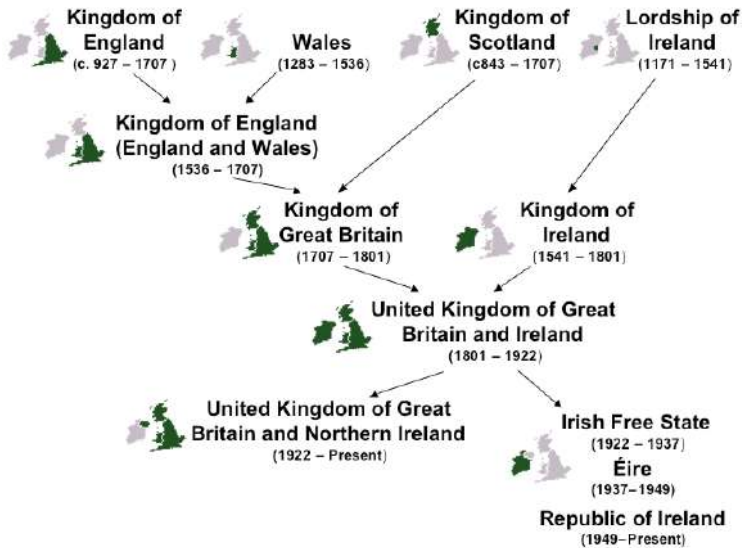 Kingdom of
England
(c. 927 – 1707 )
Wales
(1283 – 1536)
Kingdom of
Scotland
(c843 – 1707)
Lordship of
Ireland
(1171 – 1541)
Kingdom of England
(England and Wales)
(1536 – 1707)
Kingdom of
Great Britain
(1707 – 1801)
Kingdom of
Ireland
(1541 – 1801)
United Kingdom of Great
Britain and Ireland
(1801 – 1922)
United Kingdom of Great
Britain and Northern Ireland
(1922 – Present)
Irish Free State
(1922 – 1937)
Éire
(1937–1949)
Republic of Ireland
(1949–Present)